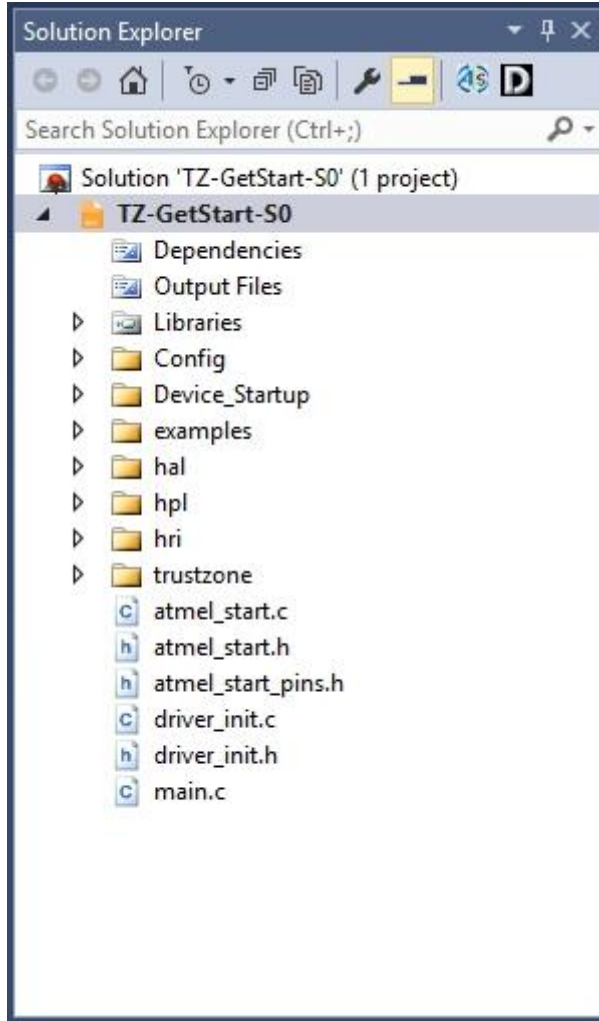 Solution Explorer
Search Solution Explorer (Ctrl+;)
Solution 'TZ-GetStart-S0' (1 project)
TZ-GetStart-S0
Dependencies
Output Files
Libraries
Config
Device_Startup
examples
hal
hpl
hri
trustzone
atmel_start.c
atmel_start.h
atmel_start_pins.h
driver_init.c
driver_init.h
main.c